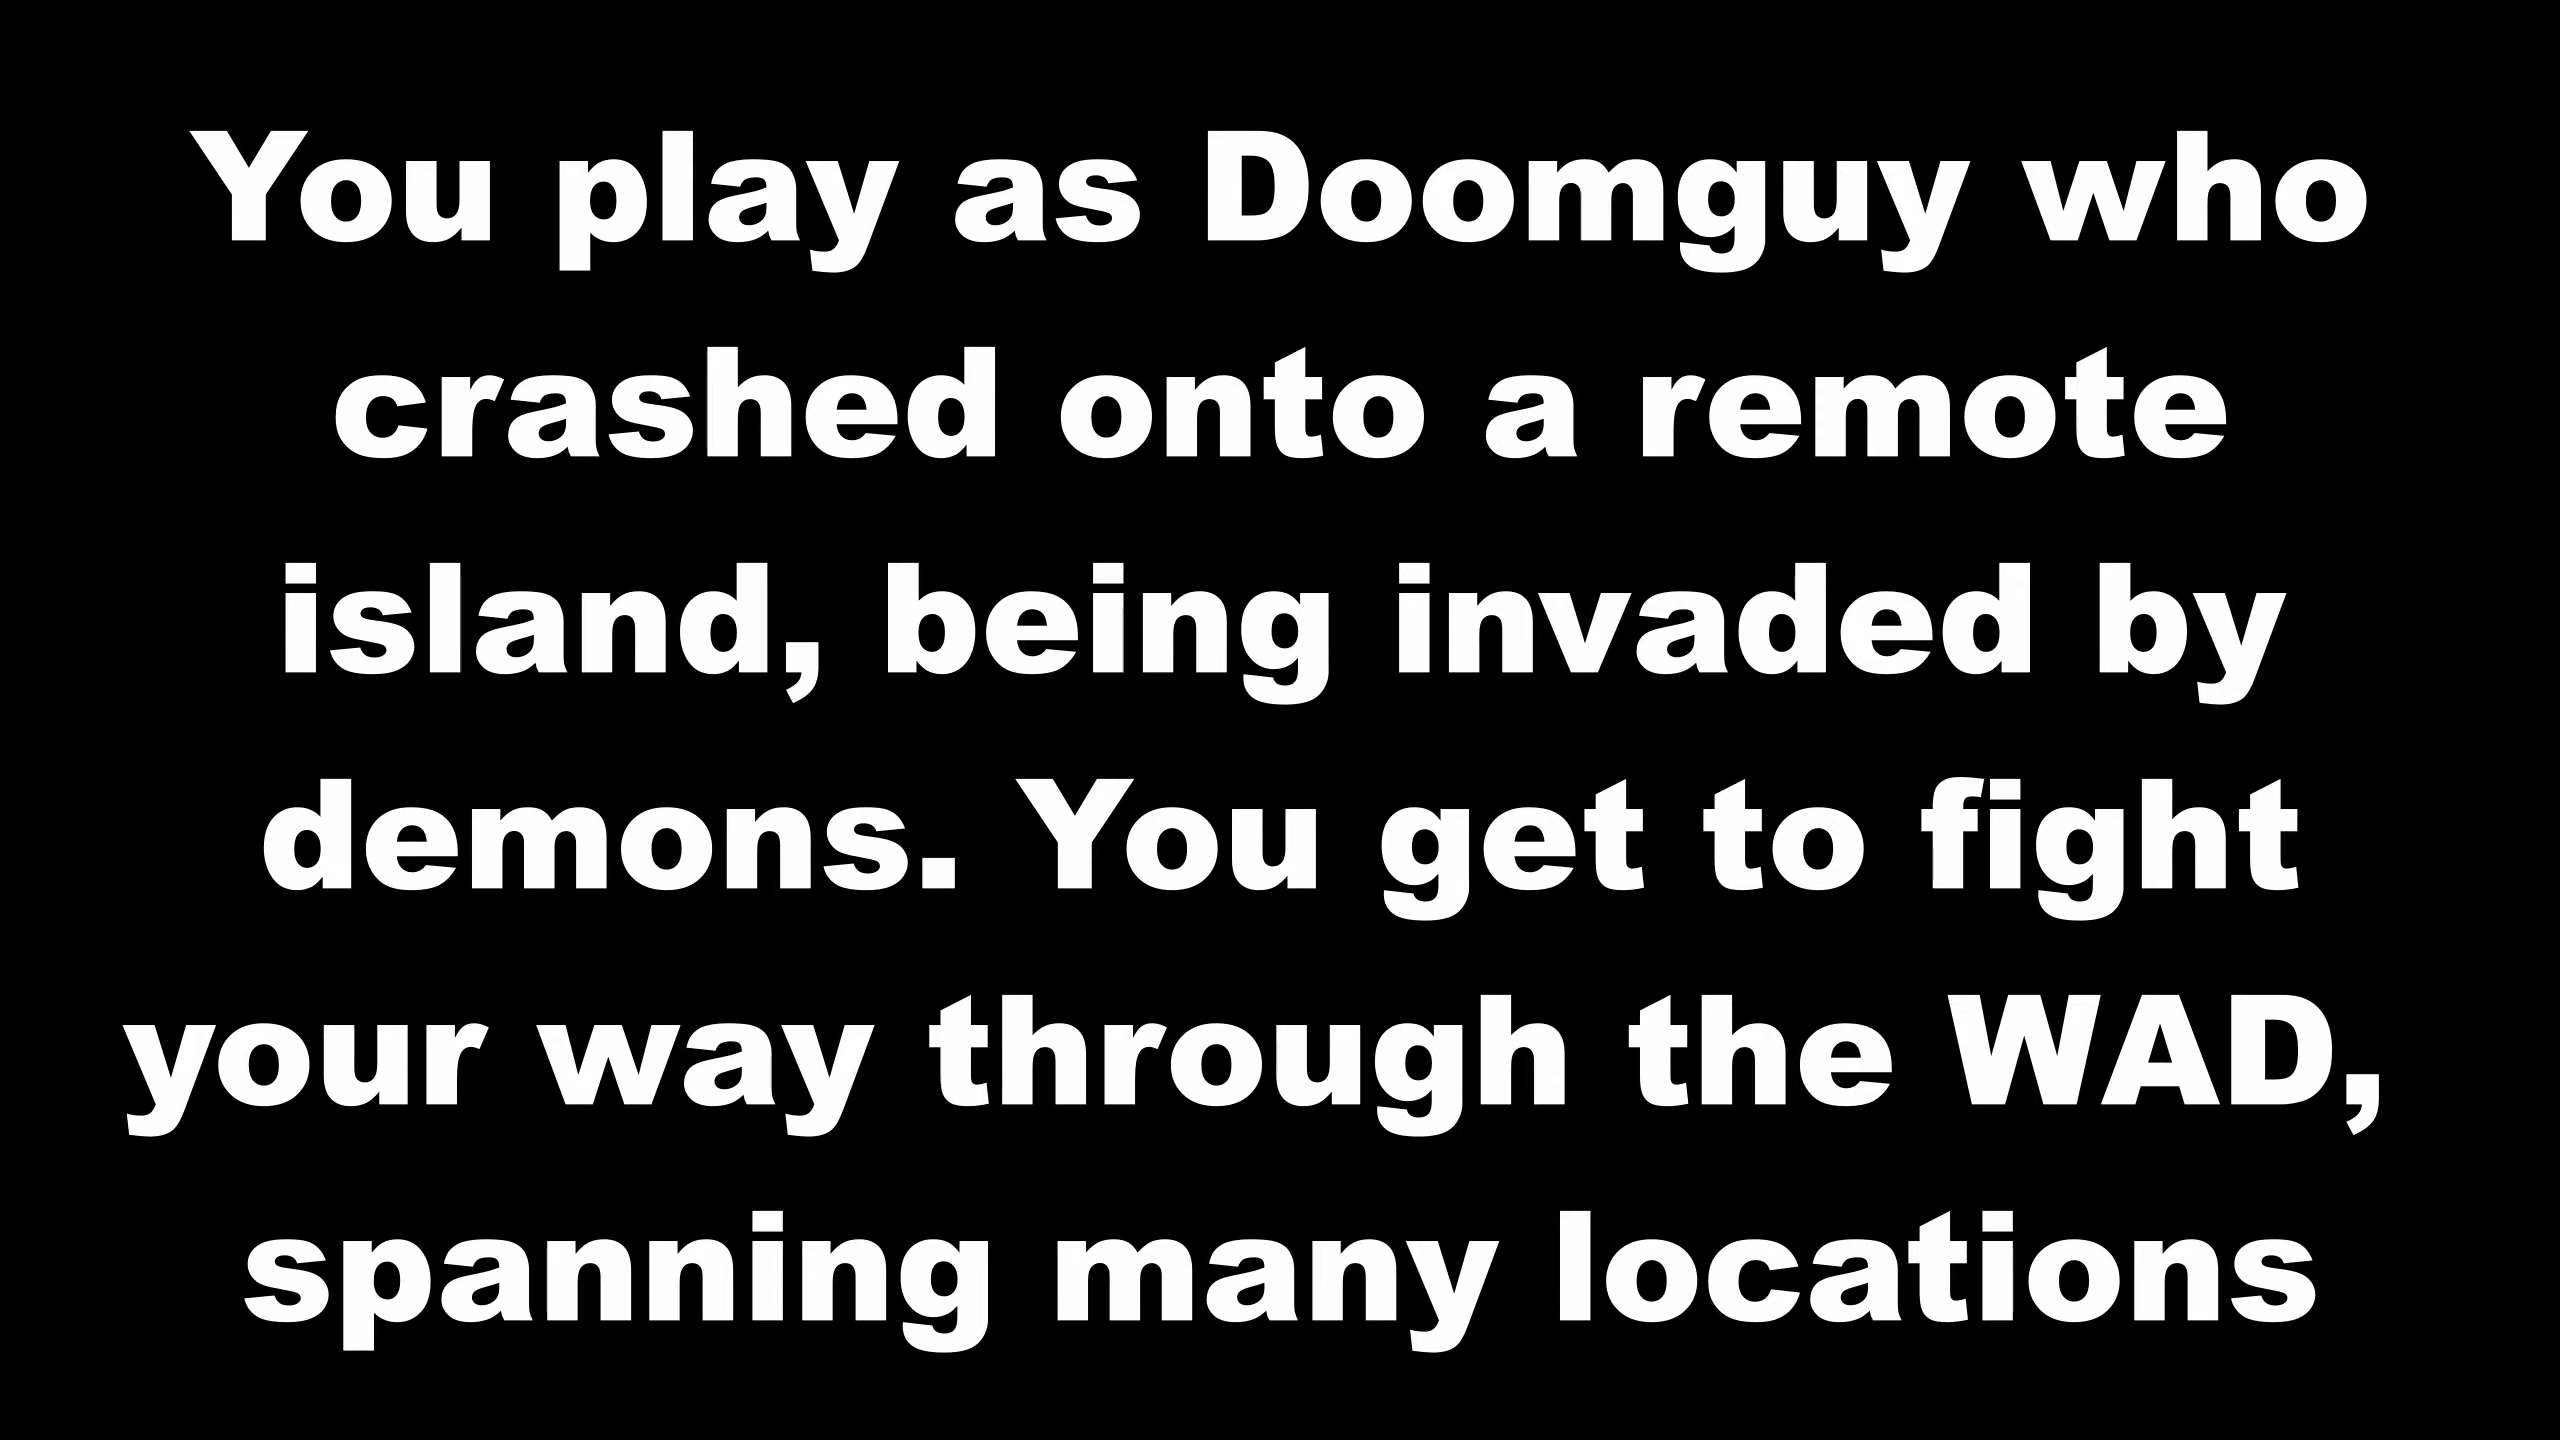 You play as Doomguy who
crashed onto a remote
island, being invaded by
demons. You get to fight
your way through the WAD,
spanning many locations